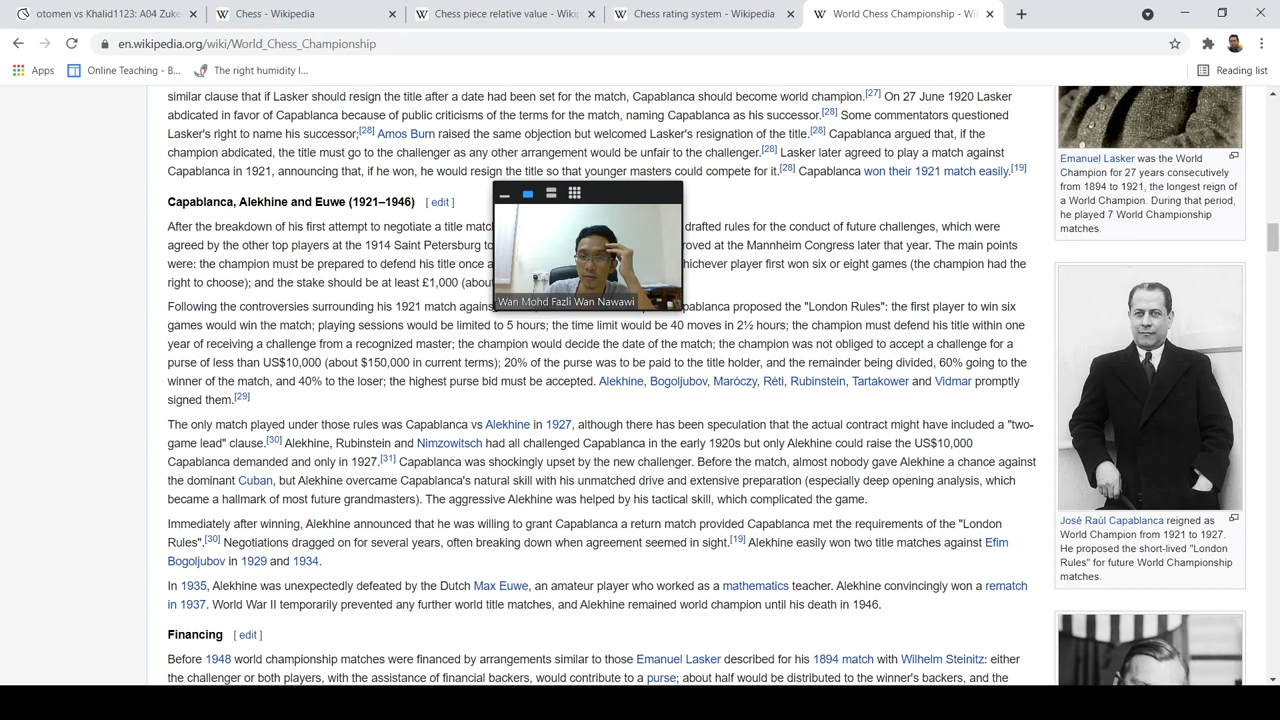 otomen vs Khalid1123: A04 Zuke
Chess - Wikipedia
Chess piece relative value - Wikip
Chess rating system - Wikipedia
World Chess Championship - Wi
en.wikipedia.org/wiki/World_Chess_Championship
Apps
Online Teaching - B...
The right humidity l...
Reading list
similar clause that if Lasker should resign the title after a date had been set for the match, Capablanca should become world champion.[27] On 27 June 1920 Lasker
abdicated in favor of Capablanca because of public criticisms of the terms for the match, naming Capablanca as his successor.[28] Some commentators questioned
Lasker's right to name his successor;[28] Amos Burn raised the same objection but welcomed Lasker's resignation of the title.[28] Capablanca argued that, if the
champion abdicated, the title must go to the challenger as any other arrangement would be unfair to the challenger.[28] Lasker later agreed to play a match against
Capablanca in 1921, announcing that, if he won, he would resign the title so that younger masters could compete for it.[28] Capablanca won their 1921 match easily.[19]
Capablanca, Alekhine and Euwe (1921–1946) [ edit ]
After the breakdown of his first attempt to negotiate a title matc drafted rules for the conduct of future challenges, which were
agreed by the other top players at the 1914 Saint Petersburg to roved at the Mannheim Congress later that year. The main points
were: the champion must be prepared to defend his title once a hichever player first won six or eight games (the champion had the
right to choose); and the stake should be at least £1,000 (abou
Wan Mohd Fazli Wan Nawawi
Following the controversies surrounding his 1921 match agains pablanca proposed the "London Rules": the first player to win six
games would win the match; playing sessions would be limited to 5 hours; the time limit would be 40 moves in 2½ hours; the champion must defend his title within one
year of receiving a challenge from a recognized master; the champion would decide the date of the match; the champion was not obliged to accept a challenge for a
purse of less than US$10,000 (about $150,000 in current terms); 20% of the purse was to be paid to the title holder, and the remainder being divided, 60% going to the
winner of the match, and 40% to the loser; the highest purse bid must be accepted. Alekhine, Bogoljubov, Maróczy, Réti, Rubinstein, Tartakower and Vidmar promptly
signed them.[29]
The only match played under those rules was Capablanca vs Alekhine in 1927, although there has been speculation that the actual contract might have included a "two-
game lead" clause.[30] Alekhine, Rubinstein and Nimzowitsch had all challenged Capablanca in the early 1920s but only Alekhine could raise the US$10,000
Capablanca demanded and only in 1927.[31] Capablanca was shockingly upset by the new challenger. Before the match, almost nobody gave Alekhine a chance against
the dominant Cuban, but Alekhine overcame Capablanca's natural skill with his unmatched drive and extensive preparation (especially deep opening analysis, which
became a hallmark of most future grandmasters). The aggressive Alekhine was helped by his tactical skill, which complicated the game.
Immediately after winning, Alekhine announced that he was willing to grant Capablanca a return match provided Capablanca met the requirements of the "London
Rules".[30] Negotiations dragged on for several years, often breaking down when agreement seemed in sight.[19] Alekhine easily won two title matches against Efim
Bogoljubov in 1929 and 1934.
In 1935, Alekhine was unexpectedly defeated by the Dutch Max Euwe, an amateur player who worked as a mathematics teacher. Alekhine convincingly won a rematch
in 1937. World War II temporarily prevented any further world title matches, and Alekhine remained world champion until his death in 1946.
Financing [ edit ]
Before 1948 world championship matches were financed by arrangements similar to those Emanuel Lasker described for his 1894 match with Wilhelm Steinitz: either
the challenger or both players, with the assistance of financial backers, would contribute to a purse; about half would be distributed to the winner's backers, and the
Emanuel Lasker was the World
Champion for 27 years consecutively
from 1894 to 1921, the longest reign of
a World Champion. During that period,
he played 7 World Championship
matches.
José Raúl Capablanca reigned as
World Champion from 1921 to 1927.
He proposed the short-lived "London
Rules" for future World Championship
matches.